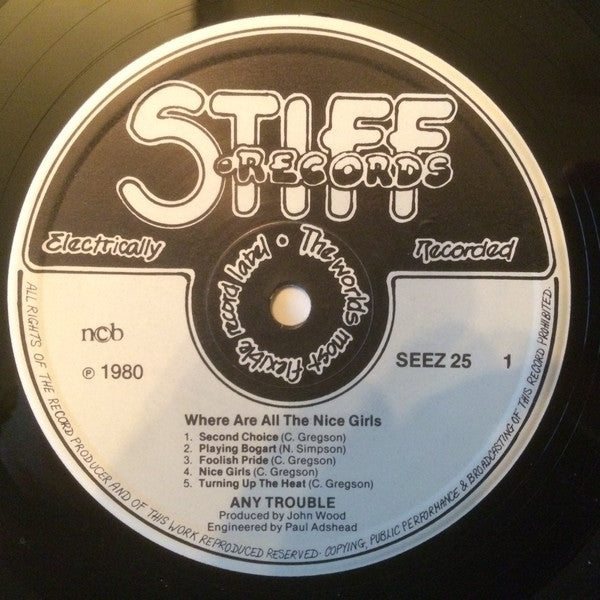 STIFF
RECORDS
Electrically
Recorded
The worlds most flexible record label •
ncb
℗ 1980
SEEZ 25 1
Where Are All The Nice Girls
1. Second Choice (C. Gregson)
2. Playing Bogart (N. Simpson)
3. Foolish Pride (C. Gregson)
4. Nice Girls (C. Gregson)
5. Turning Up The Heat (C. Gregson)
ANY TROUBLE
Produced by John Wood
Engineered by Paul Adshead
ALL RIGHTS OF THE RECORD PRODUCER AND OF THIS WORK REPRODUCED RESERVED· COPYING, PUBLIC PERFORMANCE & BROADCASTING OF THIS RECORD PROHIBITED.